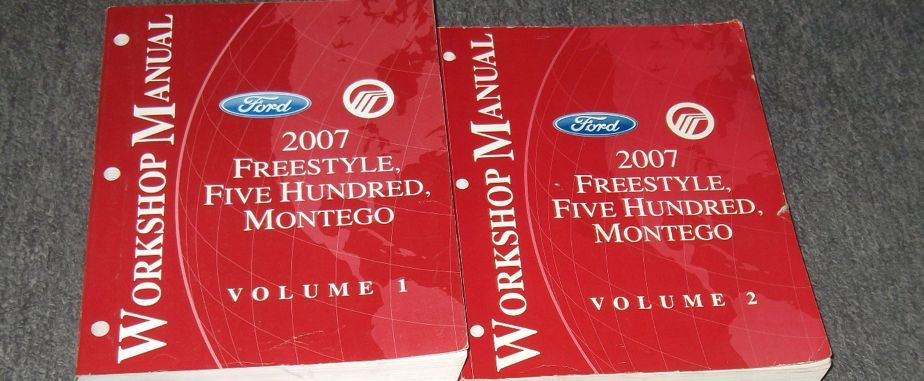 WORKSHOP MANUAL
Ford
2007
FREESTYLE,
FIVE HUNDRED,
MONTEGO
VOLUME 1
WORKSHOP MANUAL
Ford
2007
FREESTYLE,
FIVE HUNDRED,
MONTEGO
VOLUME 2